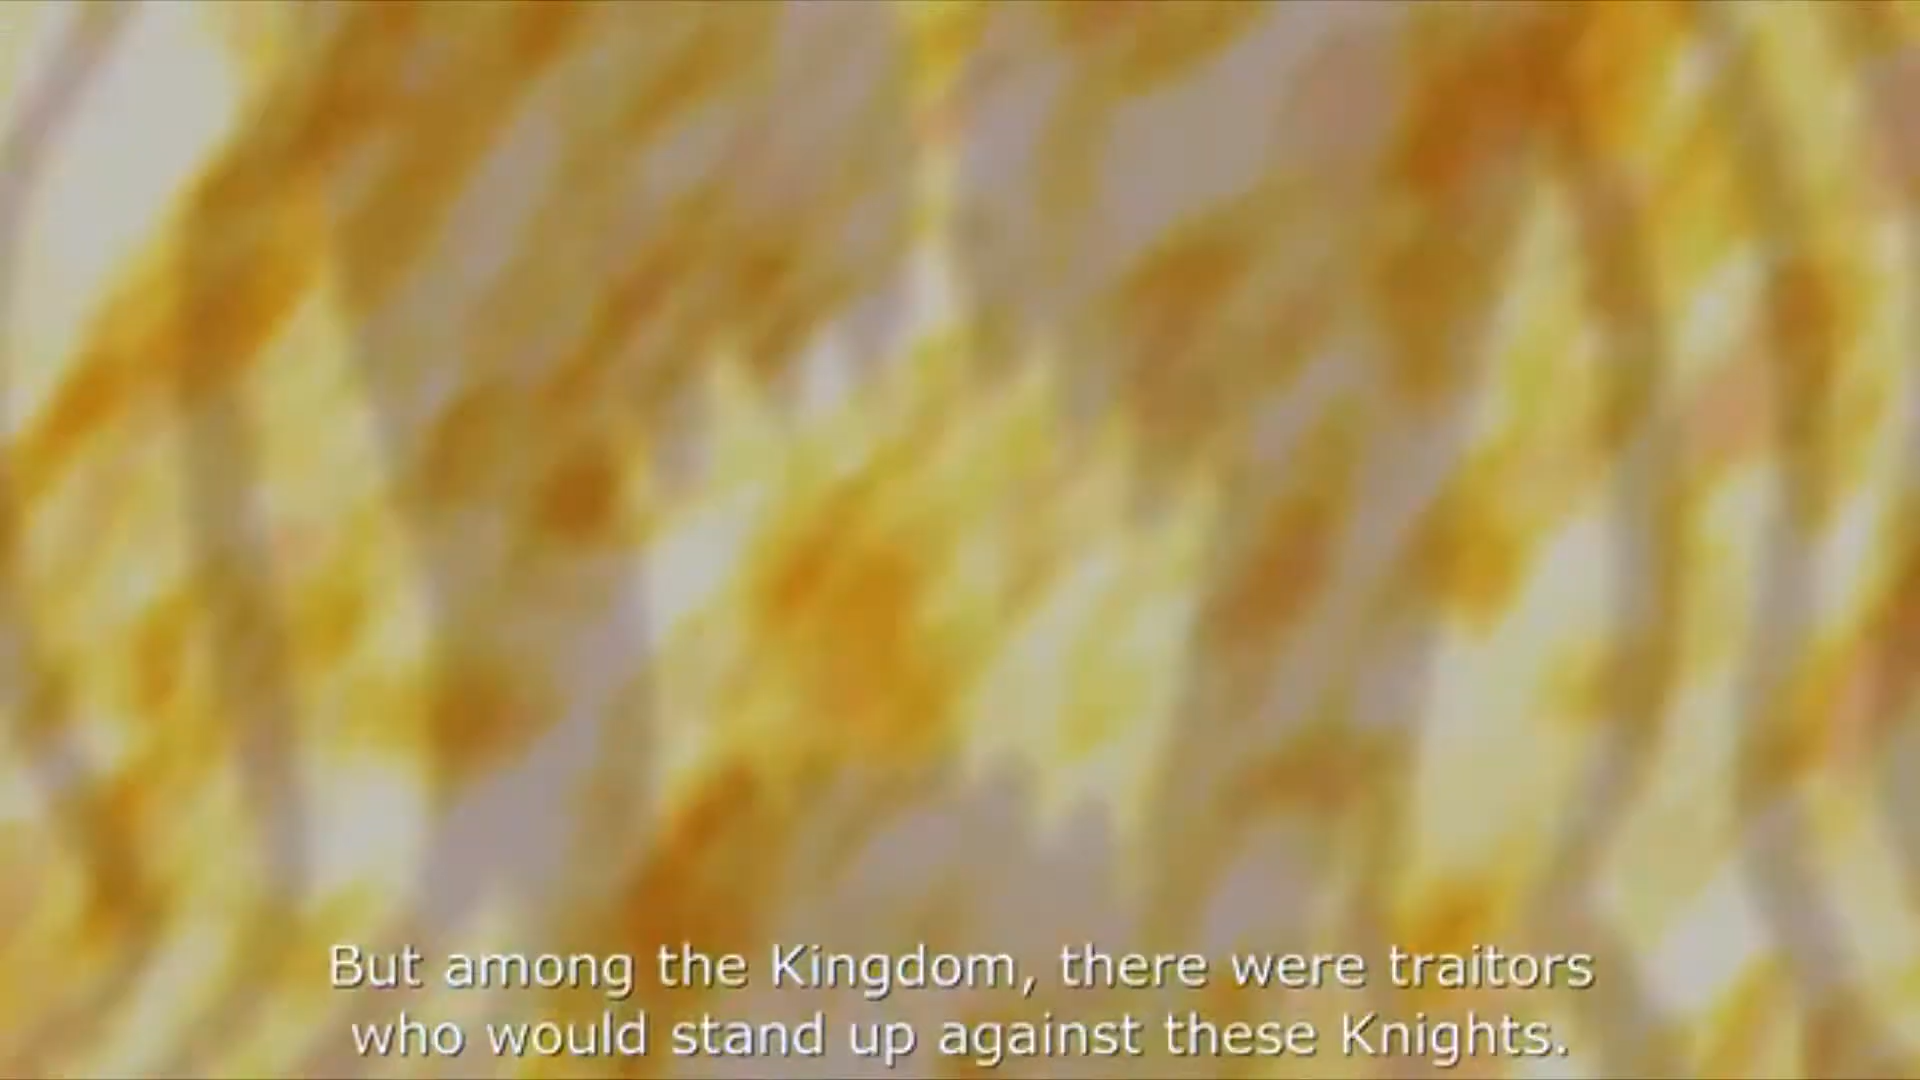 But among the Kingdom, there were traitors
who would stand up against these Knights.